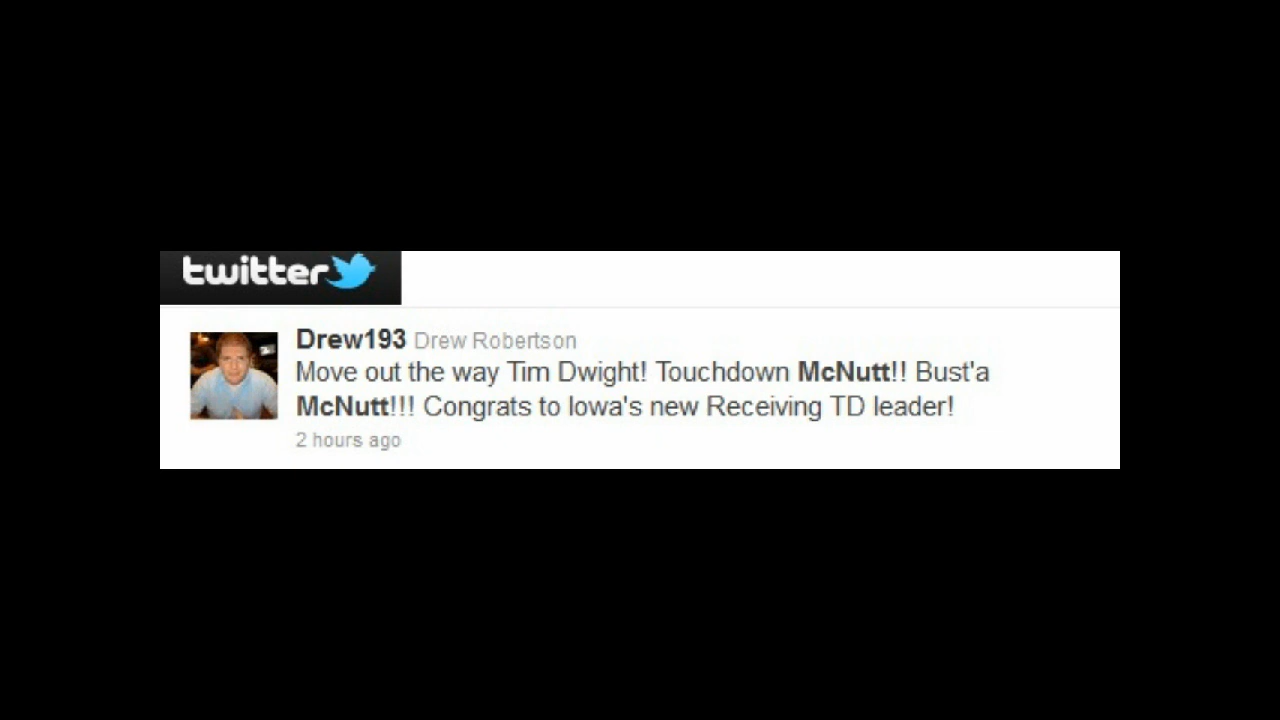 twitter
Drew193 Drew Robertson
Move out the way Tim Dwight! Touchdown McNutt!! Bust'a
McNutt!!! Congrats to Iowa's new Receiving TD leader!
2 hours ago